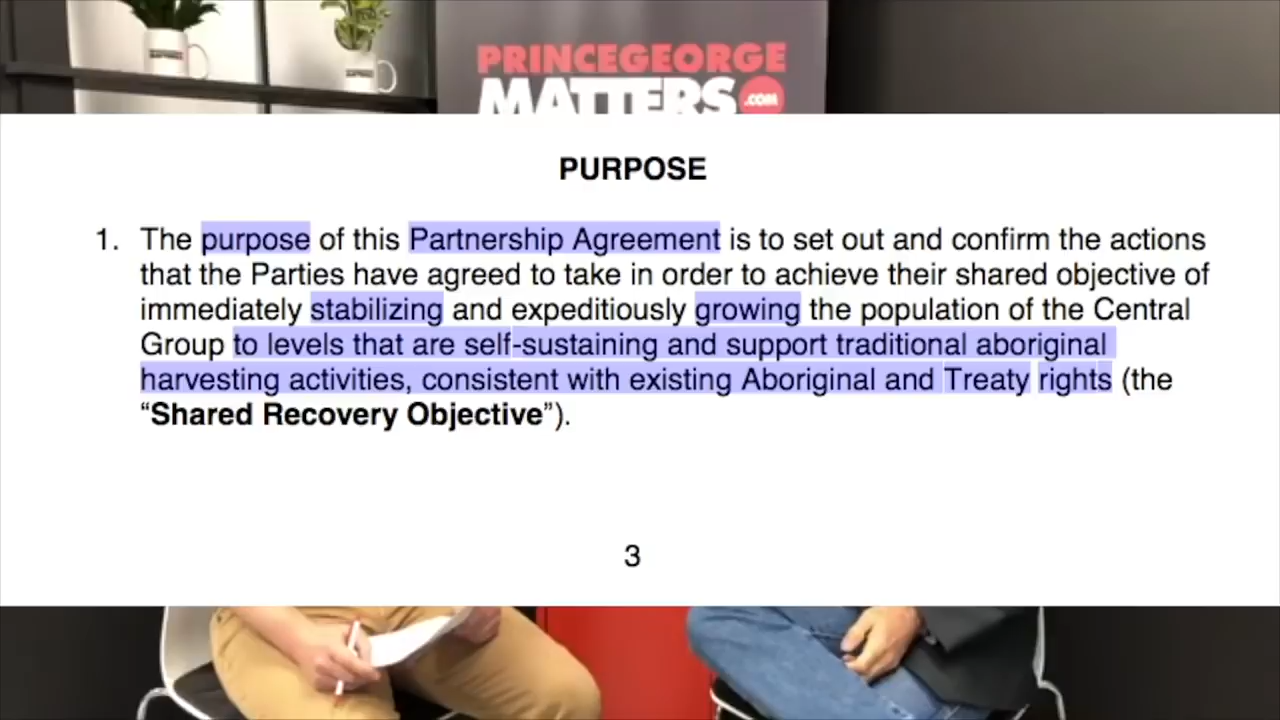 PRINCEGEORGE
MATTERS .COM
PURPOSE
1. The purpose of this Partnership Agreement is to set out and confirm the actions
that the Parties have agreed to take in order to achieve their shared objective of
immediately stabilizing and expeditiously growing the population of the Central
Group to levels that are self-sustaining and support traditional aboriginal
harvesting activities, consistent with existing Aboriginal and Treaty rights (the
“Shared Recovery Objective”).
3